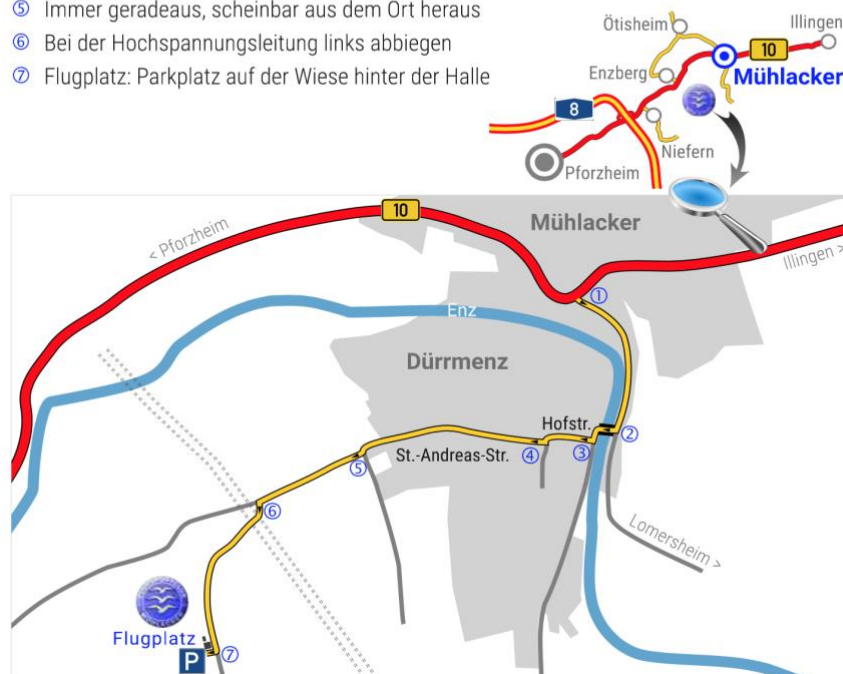 ⑤ Immer geradeaus, scheinbar aus dem Ort heraus
⑥ Bei der Hochspannungsleitung links abbiegen
⑦ Flugplatz: Parkplatz auf der Wiese hinter der Halle
Ötisheim
Illingen
10
Enzberg
Mühlacker
8
Niefern
Pforzheim
10
Mühlacker
< Pforzheim
Illingen >
①
Enz
Dürrmenz
Hofstr.
②
③
④
St.-Andreas-Str.
⑤
⑥
Lomersheim >
Flugplatz
P
⑦